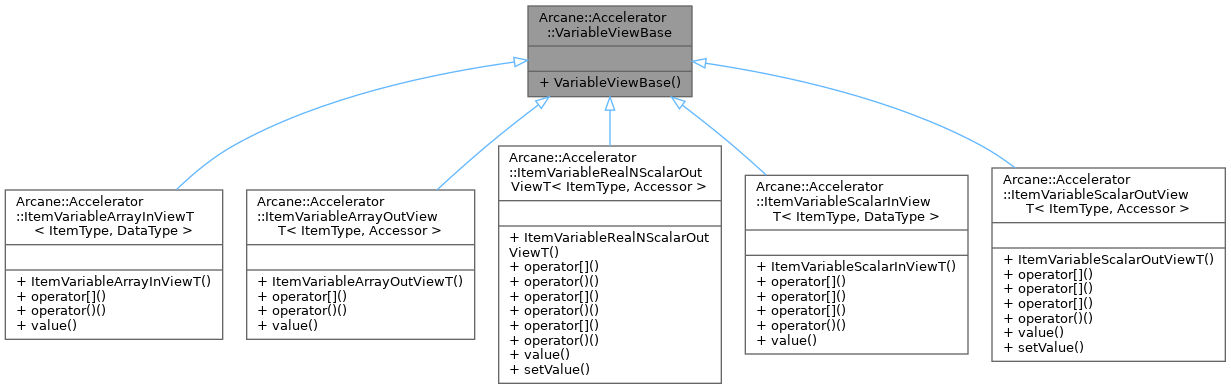 Arcane::Accelerator
::VariableViewBase
+ VariableViewBase()
Arcane::Accelerator
::ItemVariableArrayInViewT
< ItemType, DataType >
+ ItemVariableArrayInViewT()
+ operator[]()
+ operator()()
+ value()
Arcane::Accelerator
::ItemVariableArrayOutView
T< ItemType, Accessor >
+ ItemVariableArrayOutViewT()
+ operator[]()
+ operator()()
+ value()
Arcane::Accelerator
::ItemVariableRealNScalarOut
ViewT< ItemType, Accessor >
+ ItemVariableRealNScalarOut
ViewT()
+ operator[]()
+ operator()()
+ operator[]()
+ operator()()
+ operator[]()
+ operator()()
+ value()
+ setValue()
Arcane::Accelerator
::ItemVariableScalarInView
T< ItemType, DataType >
+ ItemVariableScalarInViewT()
+ operator[]()
+ operator[]()
+ operator[]()
+ operator()()
+ value()
Arcane::Accelerator
::ItemVariableScalarOutView
T< ItemType, Accessor >
+ ItemVariableScalarOutViewT()
+ operator[]()
+ operator[]()
+ operator[]()
+ operator()()
+ value()
+ setValue()